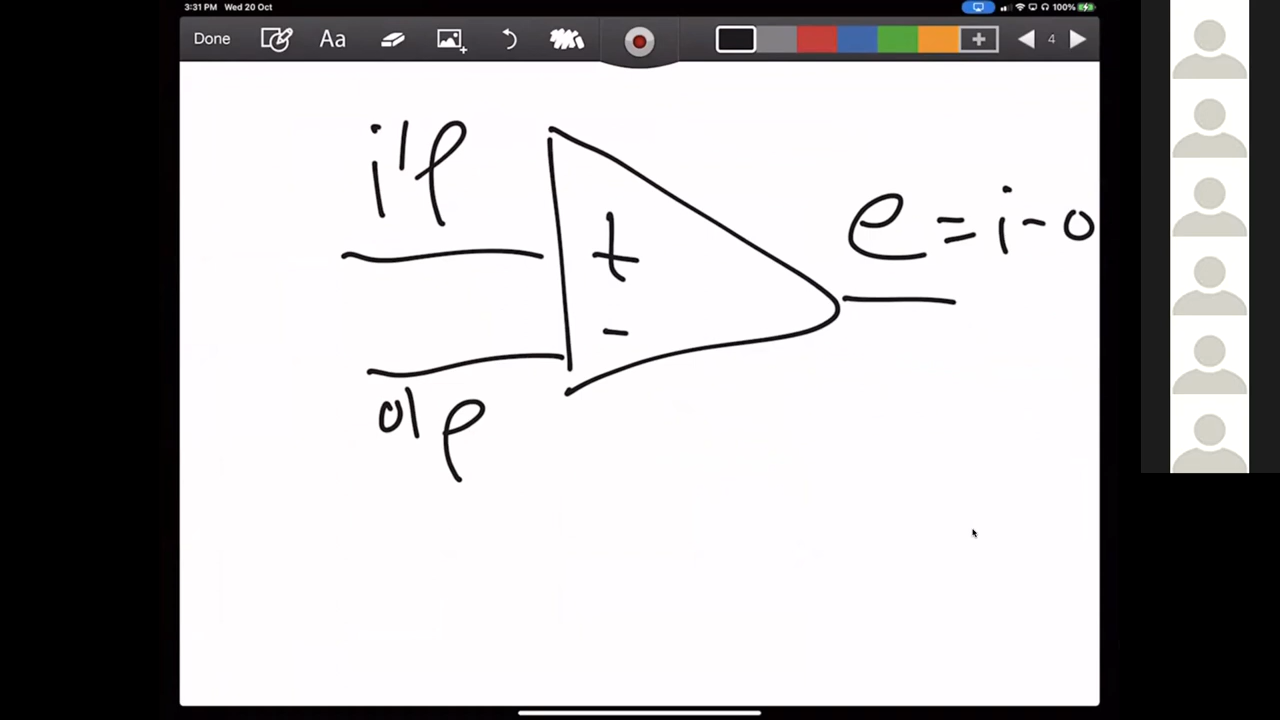 3:31 PM Wed 20 Oct
100%
Done
Aa
4
i/p
+
e = i - o
-
o/p